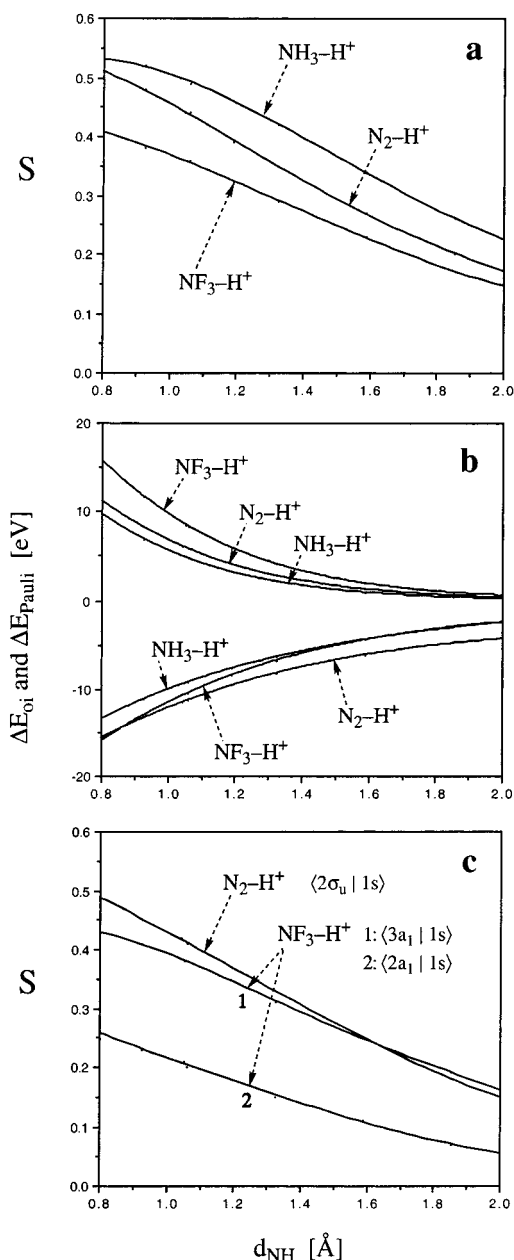 0.6
a
NH₃–H⁺
0.5
0.4
N₂–H⁺
S
0.3
0.2
NF₃–H⁺
0.1
0.0
0.8 1.0 1.2 1.4 1.6 1.8 2.0
20
b
NF₃–H⁺
10
N₂–H⁺
NH₃–H⁺
0
ΔE_oi and ΔE_Pauli [eV]
NH₃–H⁺
-10
N₂–H⁺
NF₃–H⁺
-20
0.8 1.0 1.2 1.4 1.6 1.8 2.0
0.6
c
N₂–H⁺ ⟨2σ_u | 1s⟩
0.5
NF₃–H⁺ 1: ⟨3a₁ | 1s⟩
2: ⟨2a₁ | 1s⟩
0.4
S
1
0.3
0.2
2
0.1
0.0
0.8 1.0 1.2 1.4 1.6 1.8 2.0
d_NH [Å]